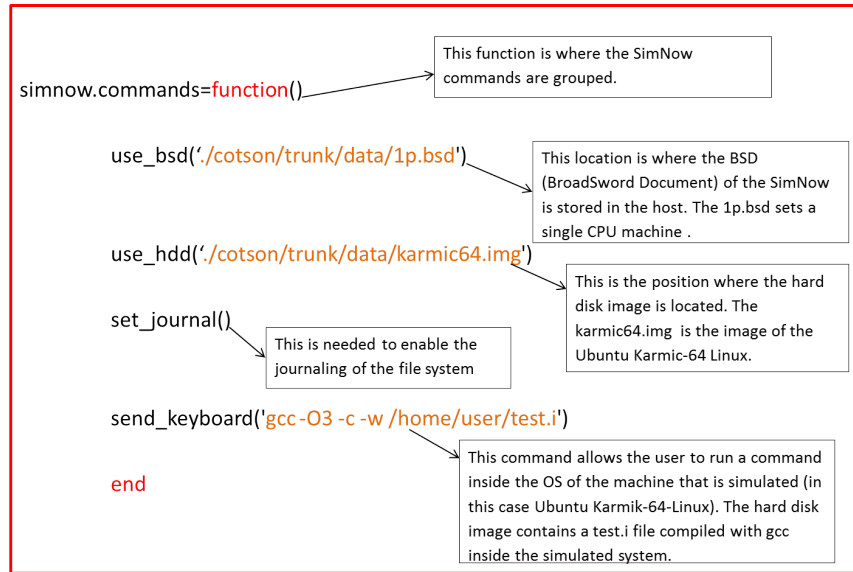 This function is where the SimNow
commands are grouped.
simnow.commands=function()
use_bsd(‘./cotson/trunk/data/1p.bsd')
This location is where the BSD
(BroadSword Document) of the SimNow
is stored in the host. The 1p.bsd sets a
single CPU machine .
use_hdd(‘./cotson/trunk/data/karmic64.img')
This is the position where the hard
disk image is located. The
karmic64.img is the image of the
Ubuntu Karmic-64 Linux.
set_journal()
This is needed to enable the
journaling of the file system
send_keyboard('gcc -O3 -c -w /home/user/test.i')
This command allows the user to run a command
inside the OS of the machine that is simulated (in
this case Ubuntu Karmik-64-Linux). The hard disk
image contains a test.i file compiled with gcc
inside the simulated system.
end